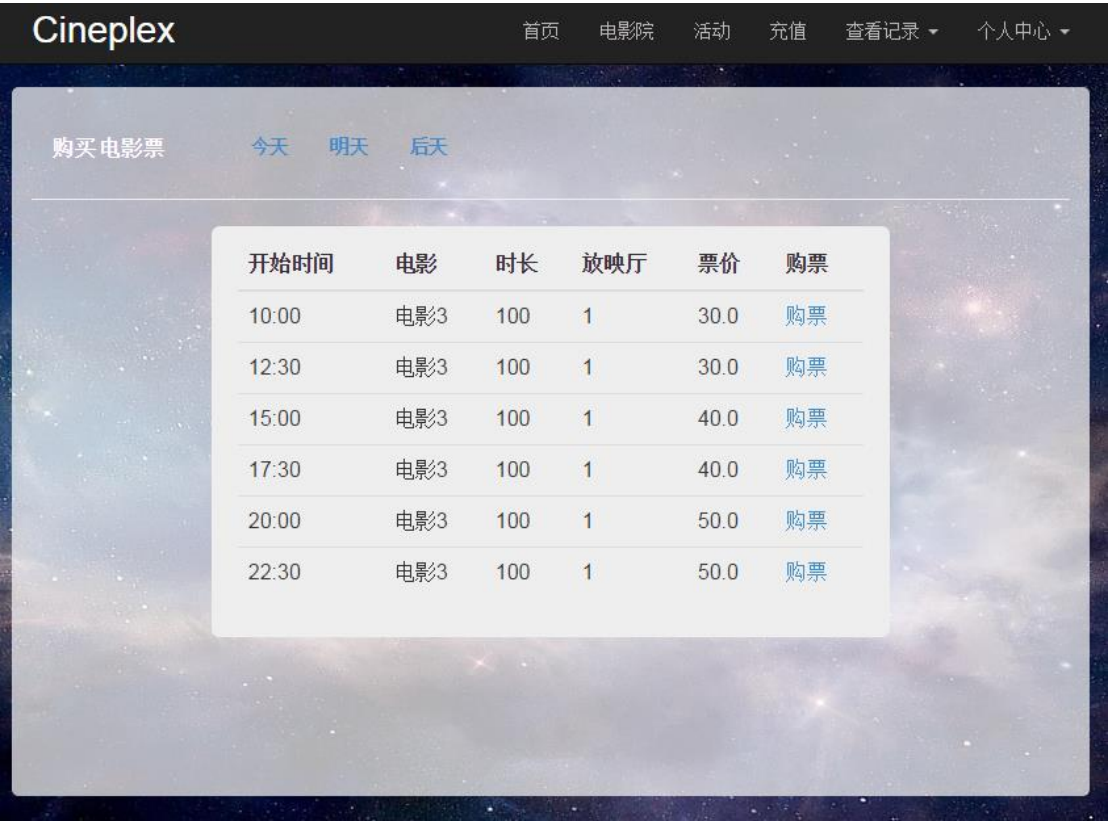 Cineplex 首页 电影院 活动 充值 查看记录 个人中心
购买电影票 今天 明天 后天
开始时间 电影 时长 放映厅 票价 购票
10:00 电影3 100 1 30.0 购票
12:30 电影3 100 1 30.0 购票
15:00 电影3 100 1 40.0 购票
17:30 电影3 100 1 40.0 购票
20:00 电影3 100 1 50.0 购票
22:30 电影3 100 1 50.0 购票